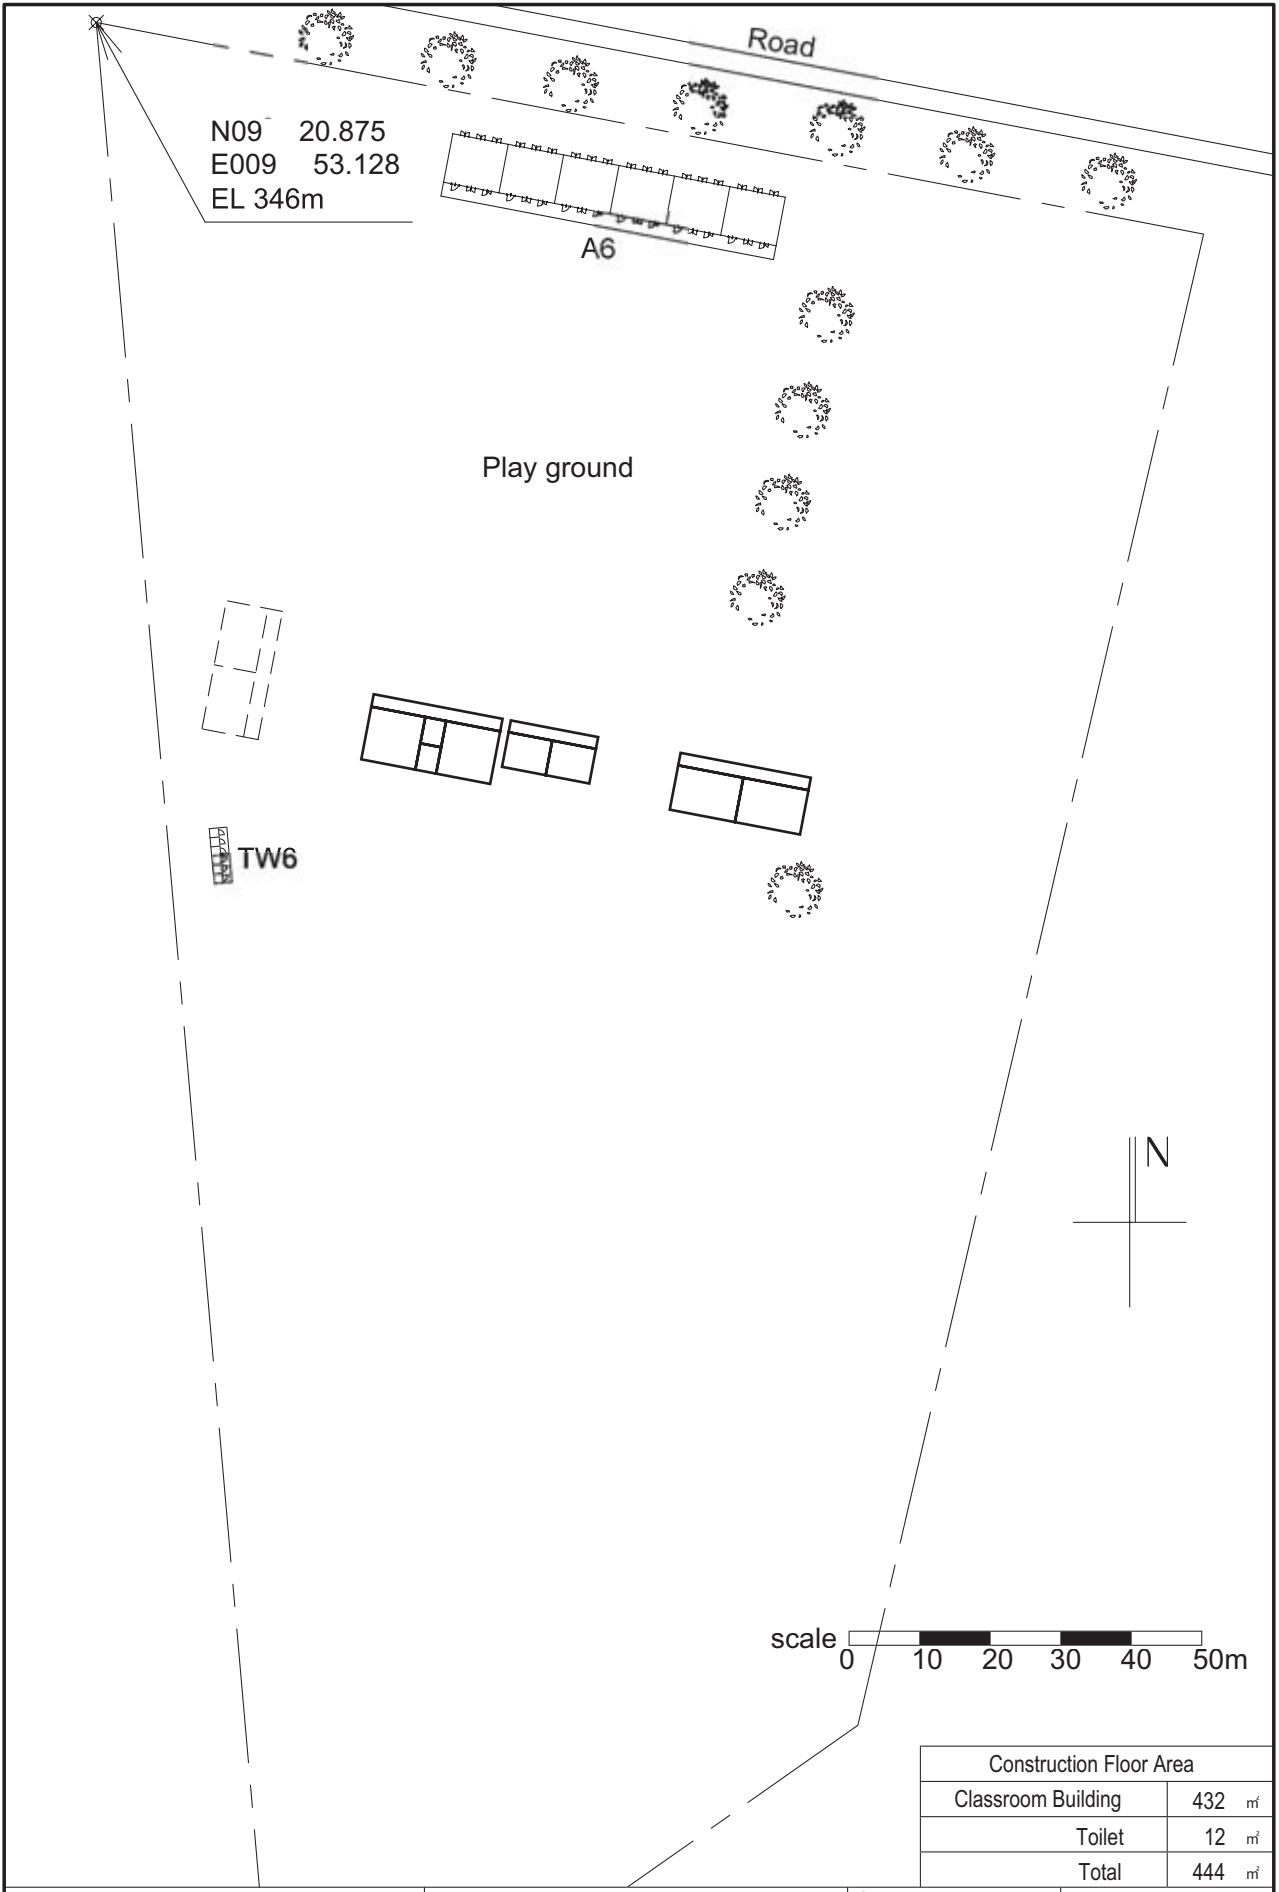 Road
N09 20.875
E009 53.128
EL 346m
A6
Play ground
TW6
N
scale
0 10 20 30 40 50m
Construction Floor Area
Classroom Building 432 ㎡
Toilet 12 ㎡
Total 444 ㎡